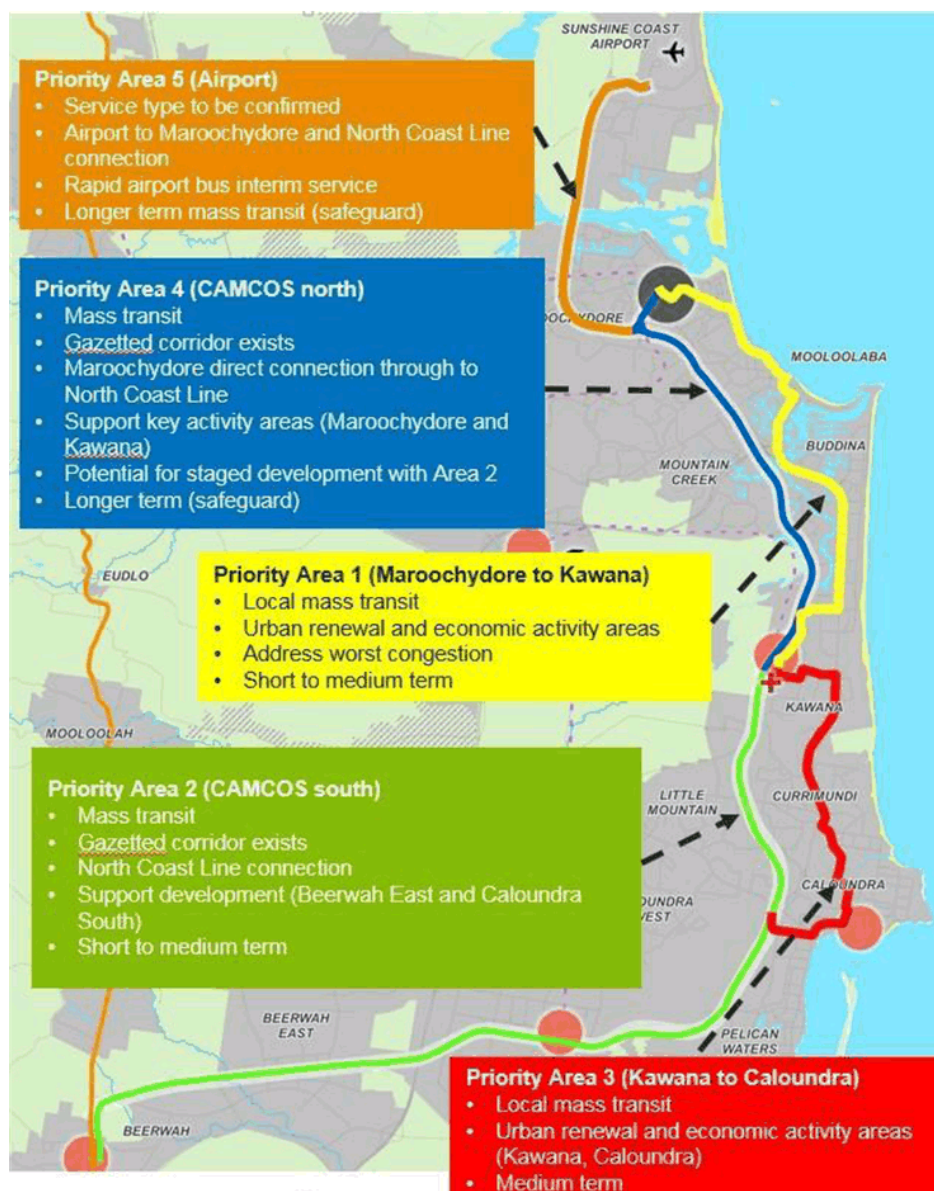 SUNSHINE COAST
AIRPORT
Priority Area 5 (Airport)
• Service type to be confirmed
• Airport to Maroochydore and North Coast Line
connection
• Rapid airport bus interim service
• Longer term mass transit (safeguard)
Priority Area 4 (CAMCOS north)
• Mass transit
• Gazetted corridor exists
• Maroochydore direct connection through to
North Coast Line
• Support key activity areas (Maroochydore and
Kawana)
• Potential for staged development with Area 2
• Longer term (safeguard)
OCHYDORE
MOOLOOLABA
BUDDINA
MOUNTAIN
CREEK
EUDLO
Priority Area 1 (Maroochydore to Kawana)
• Local mass transit
• Urban renewal and economic activity areas
• Address worst congestion
• Short to medium term
KAWANA
MOOLOOLAH
Priority Area 2 (CAMCOS south)
• Mass transit
• Gazetted corridor exists
• North Coast Line connection
• Support development (Beerwah East and Caloundra
South)
• Short to medium term
LITTLE
MOUNTAIN
CURRIMUNDI
CALOUNDRA
OUNDRA
VEST
BEERWAH
EAST
PELICAN
WATERS
BEERWAH
Priority Area 3 (Kawana to Caloundra)
• Local mass transit
• Urban renewal and economic activity areas
(Kawana, Caloundra)
• Medium term